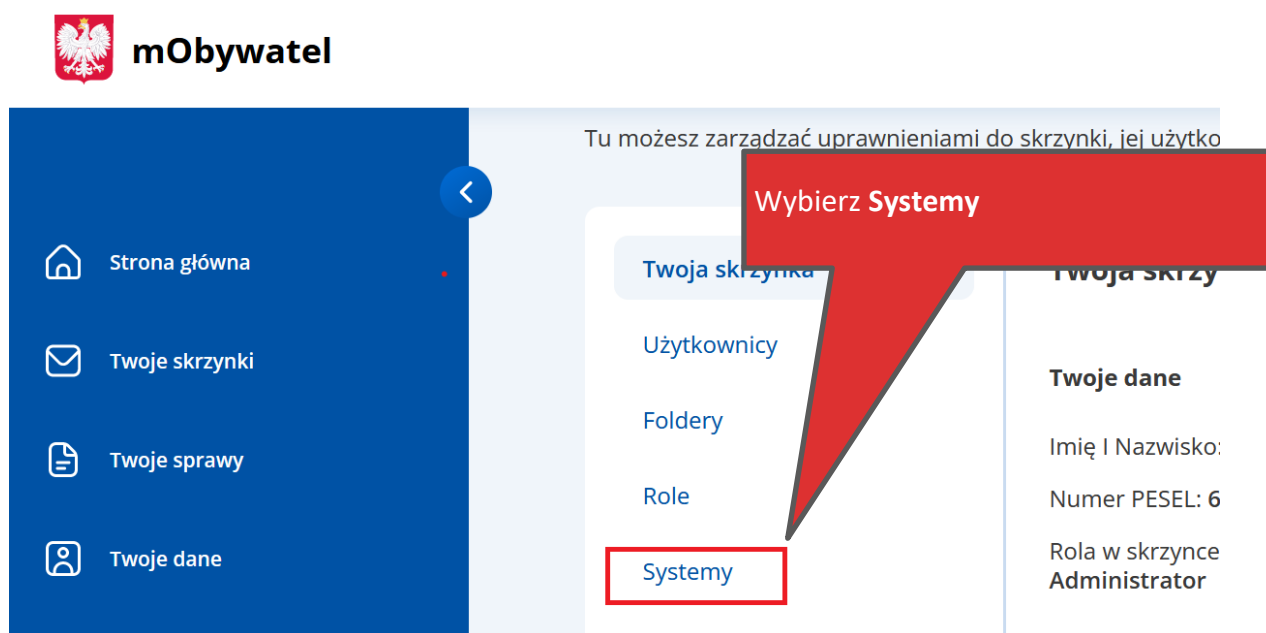 mObywatel
Tu możesz zarządzać uprawnieniami do skrzynki, jej użytko
Wybierz Systemy
Strona główna
Twoje skrzynki
Twoje sprawy
Twoje dane
Twoja skrzynka
Użytkownicy
Foldery
Role
Systemy
Twoja skrzy
Twoje dane
Imię I Nazwisko:
Numer PESEL: 6
Rola w skrzynce
Administrator